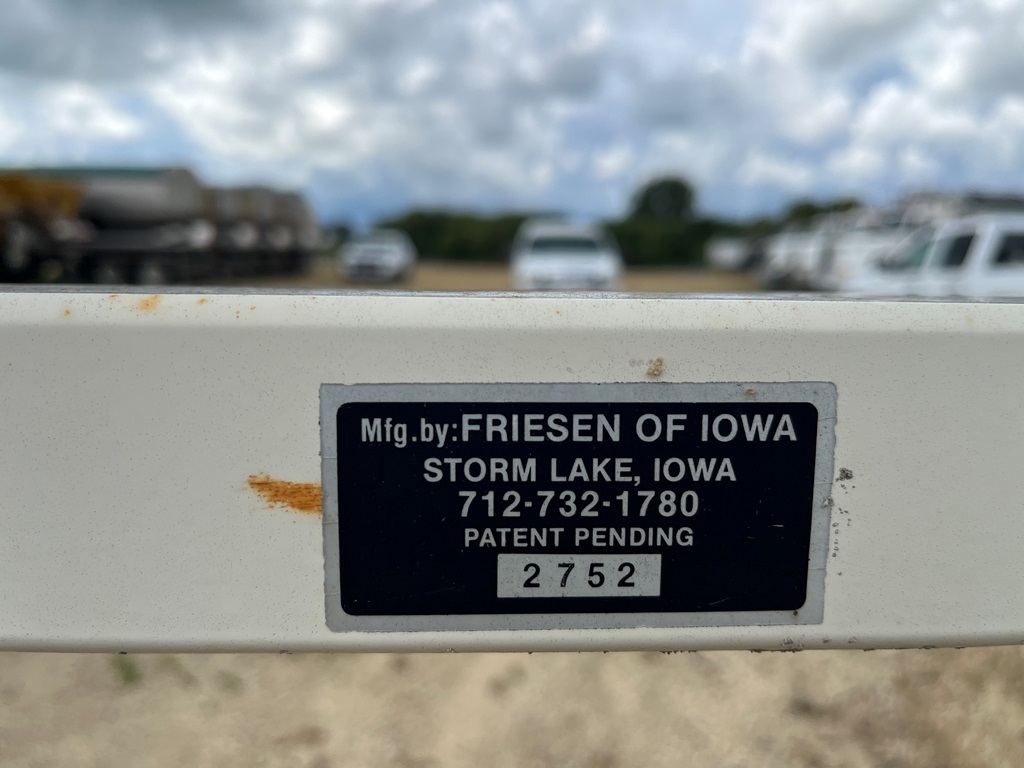 Mfg.by:FRIESEN OF IOWA
STORM LAKE, IOWA
712-732-1780
PATENT PENDING
2752